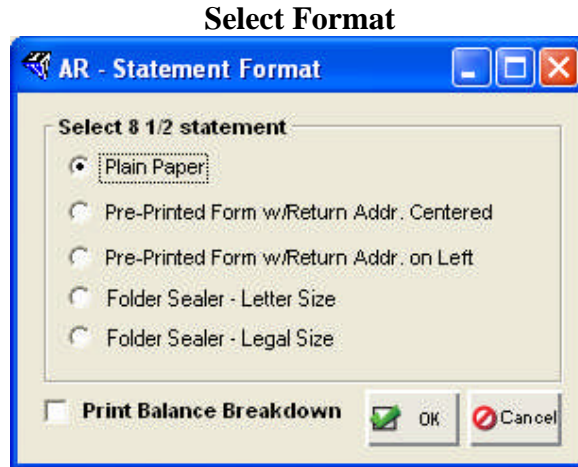 Select Format
AR - Statement Format
Select 8 1/2 statement
Plain Paper
Pre-Printed Form w/Return Addr. Centered
Pre-Printed Form w/Return Addr. on Left
Folder Sealer - Letter Size
Folder Sealer - Legal Size
Print Balance Breakdown OK Cancel